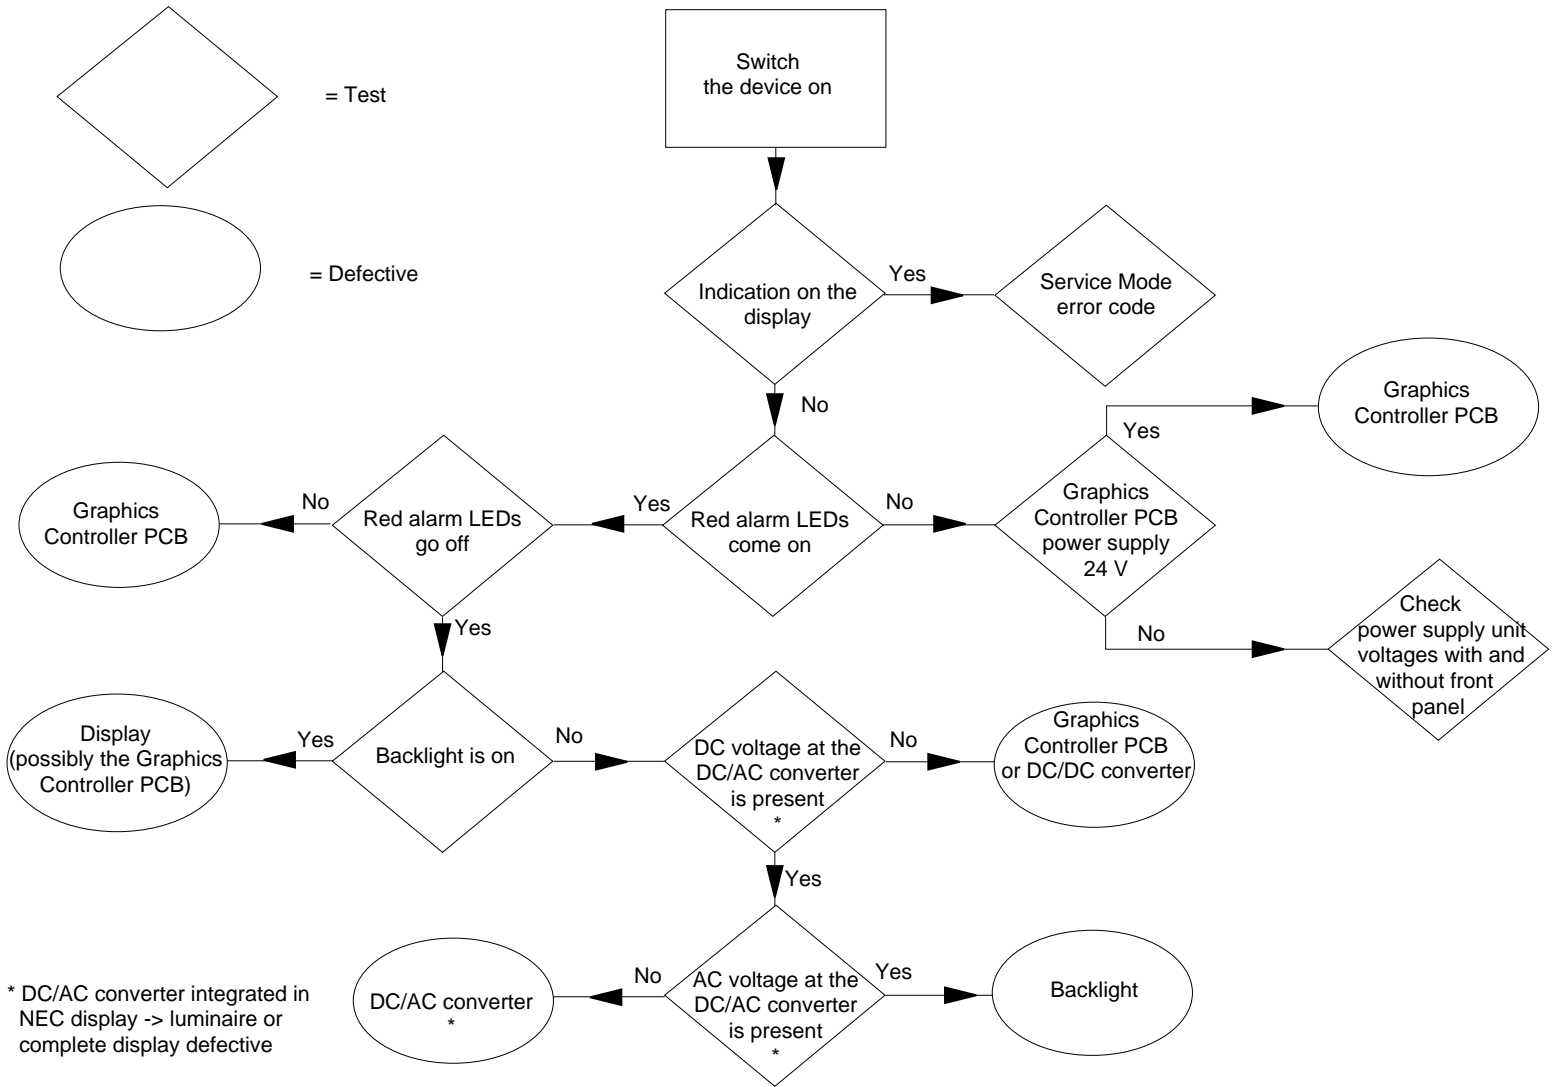 = Test
Switch
the device on
= Defective
Indication on the
display
Yes
Service Mode
error code
No
Graphics
Controller PCB
Yes
Graphics
Controller PCB
No
Red alarm LEDs
go off
Yes
Red alarm LEDs
come on
No
Graphics
Controller PCB
power supply
24 V
Yes
No
Check
power supply unit
voltages with and
without front
panel
Display
(possibly the Graphics
Controller PCB)
Yes
Backlight is on
No
DC voltage at the
DC/AC converter
is present
*
No
Graphics
Controller PCB
or DC/DC converter
Yes
* DC/AC converter integrated in
NEC display -> luminaire or
complete display defective
DC/AC converter
*
No
AC voltage at the
DC/AC converter
is present
*
Yes
Backlight